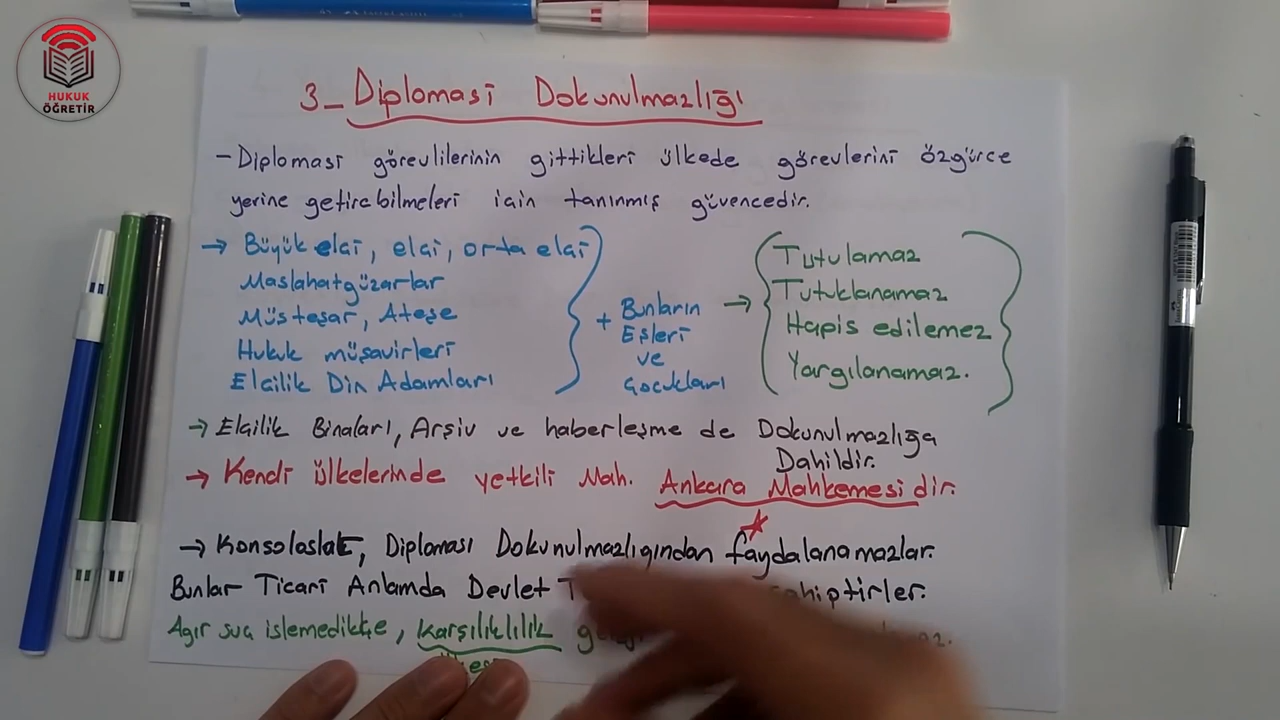 HUKUK
ÖĞRETİR
3_Diplomasi Dokunulmazlığı
-Diplomasi görevlilerinin gittikleri ülkede görevlerini özgürce
yerine getirebilmeleri için tanınmış güvencedir.
→ Büyük elçi, elçi, orta elçi
Maslahatgüzarlar
Müsteşar, Ateşe
Hukuk müşavirleri
Elçilik Din Adamları
+ Bunların
Eşleri
ve
Çocukları
→ Tutulamaz
Tutuklanamaz
Hapis edilemez
Yargılanamaz.
→ Elçilik Binaları, Arşiv ve haberleşme de Dokunulmazlığa
Dahildir.
→ Kendi ülkelerinde yetkili Mah. Ankara Mahkemesidir.
→ Konsoloslar, Diplomasi Dokunulmazlığından faydalanamazlar.
Bunlar Ticari Anlamda Devlet sahiptirler.
Ağır suç işlemedikçe, karşılıklılık